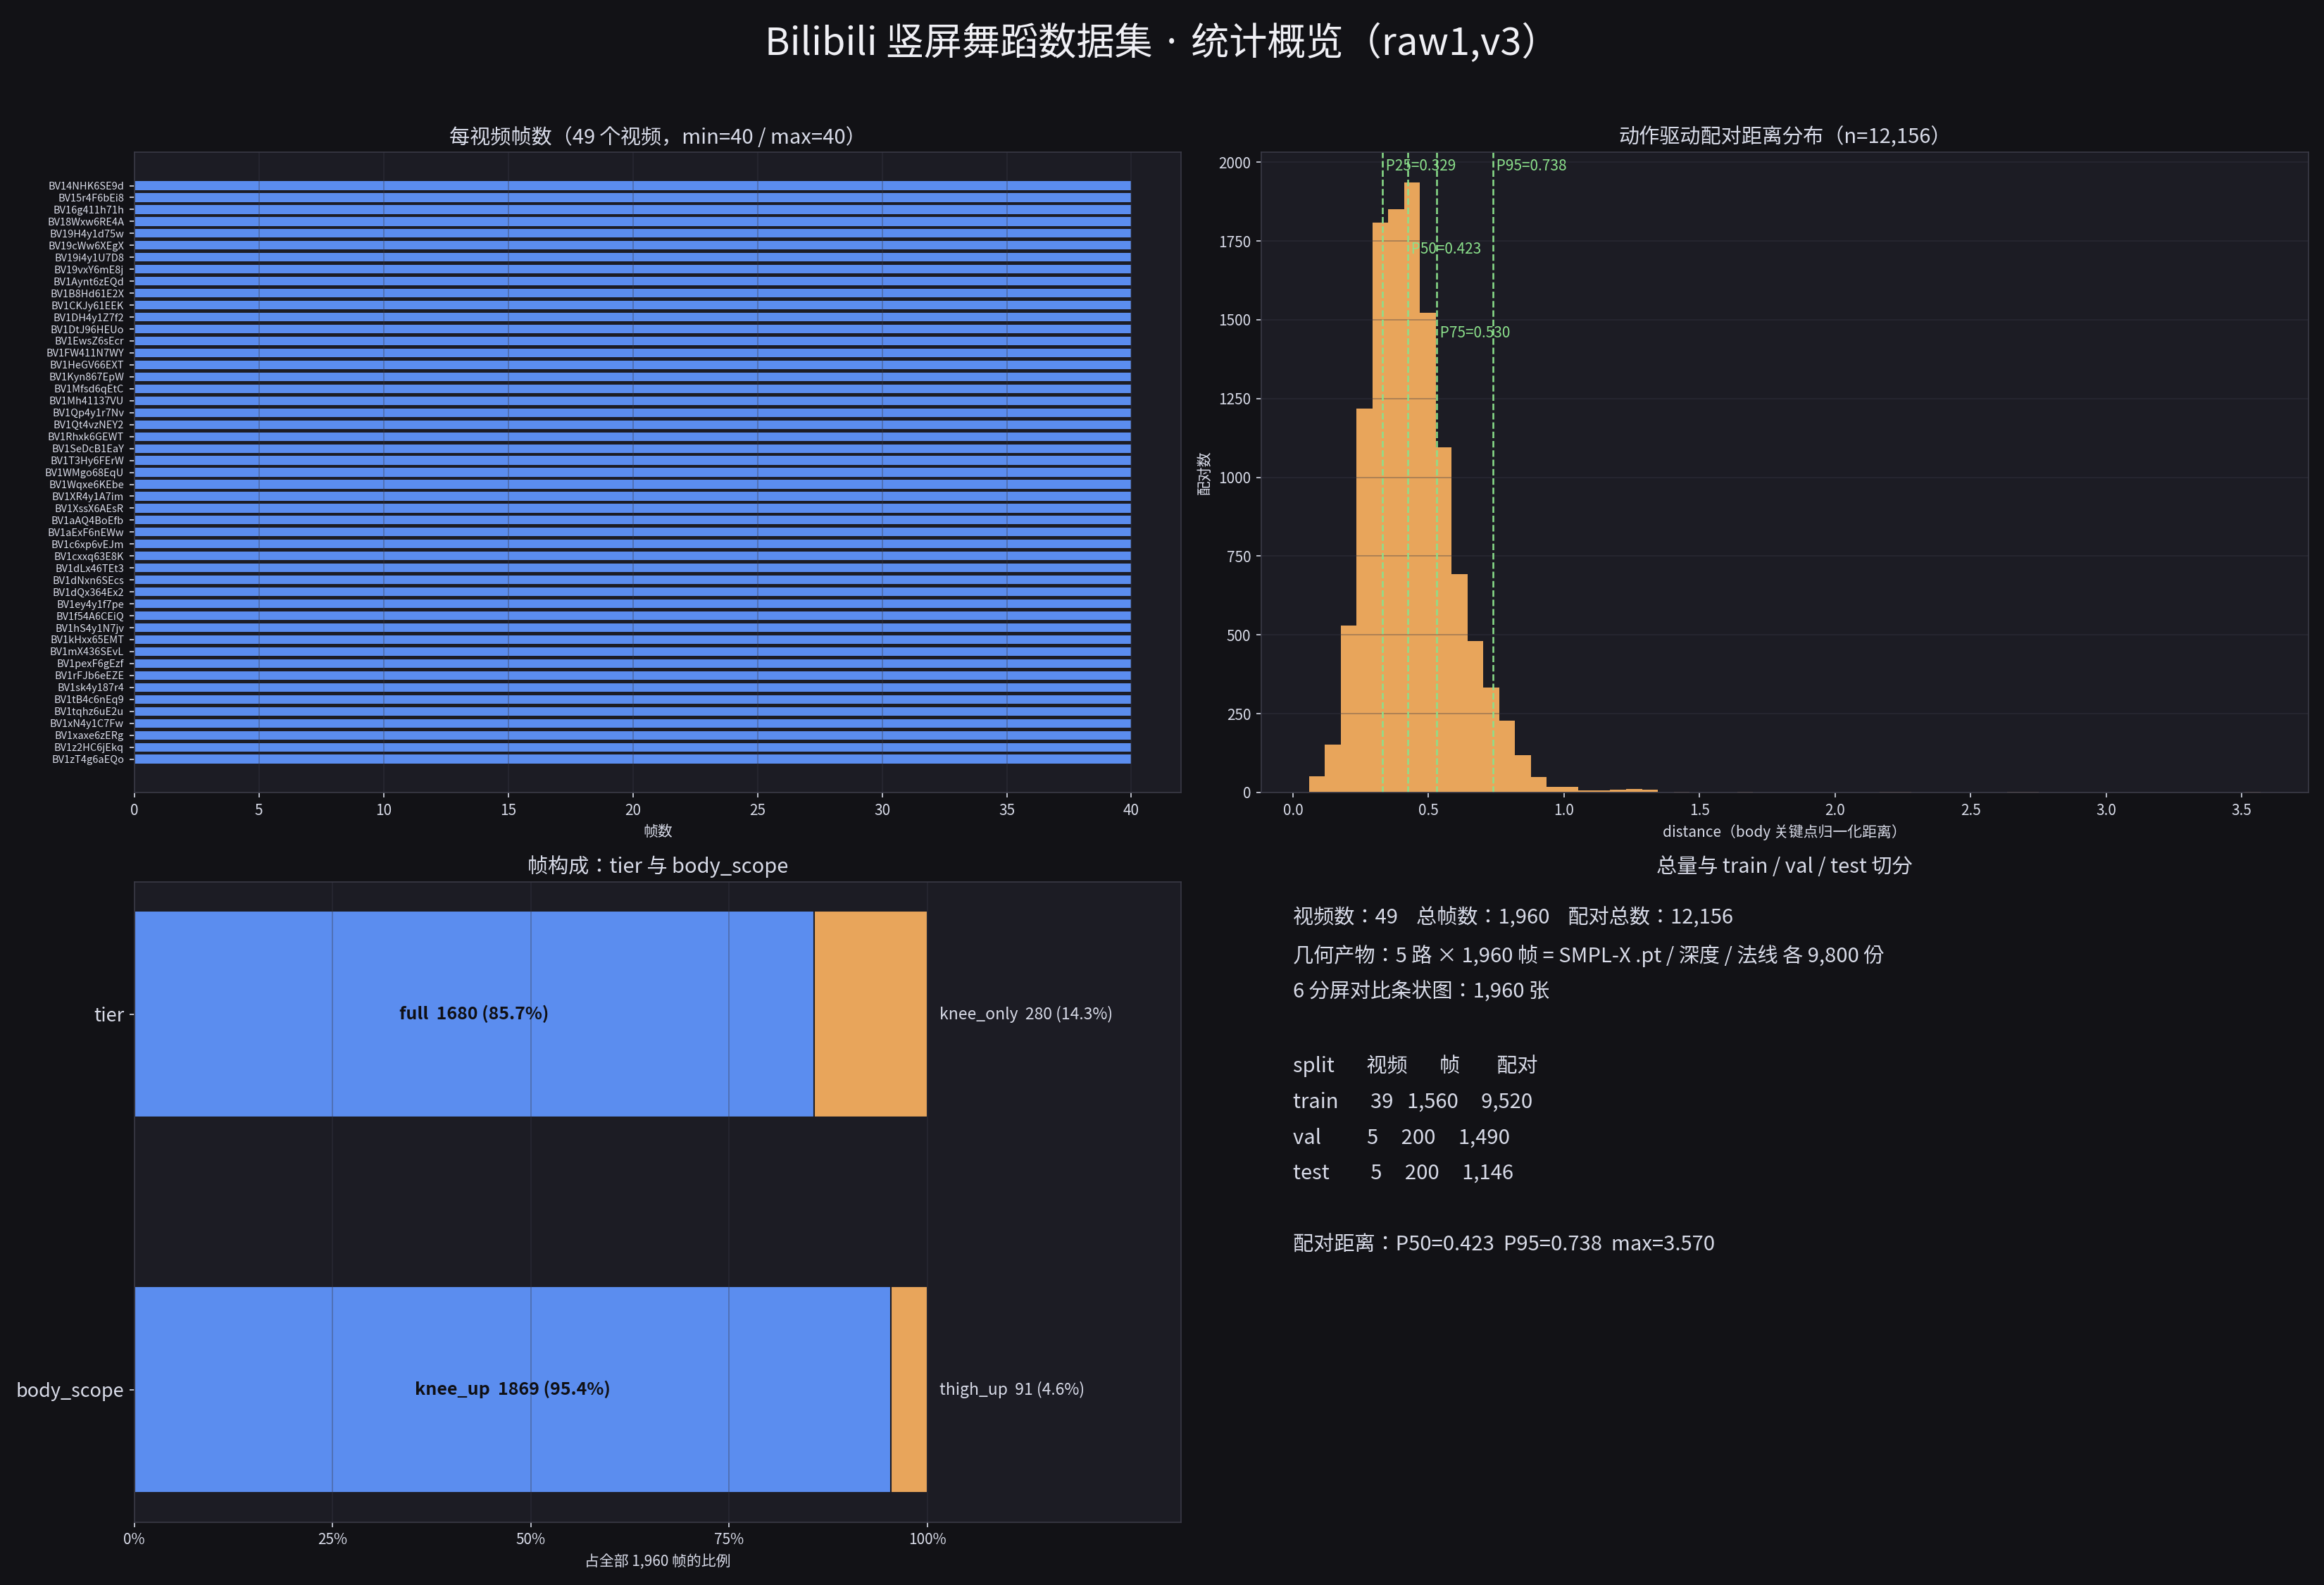 Bilibili 竖屏舞蹈数据集 · 统计概览（raw1,v3）
每视频帧数（49 个视频，min=40 / max=40）
BV14NHK6SE9d
BV15r4F6bEi8
BV16g411h71h
BV18Wxw6RE4A
BV19H4y1d75w
BV19cWw6XEgX
BV19i4y1U7D8
BV19vxY6mE8j
BV1Aynt6zEQd
BV1B8Hd61E2X
BV1CKJy61EEK
BV1DH4y1Z7f2
BV1DtJ96HEUo
BV1EwsZ6sEcr
BV1FW411N7WY
BV1HeGV66EXT
BV1Kyn867EpW
BV1Mfsd6qEtC
BV1Mh41137VU
BV1Qp4y1r7Nv
BV1Qt4vzNEY2
BV1Rhxk6GEWT
BV1SeDcB1EaY
BV1T3Hy6FErW
BV1WMgo68EqU
BV1Wqxe6KEbe
BV1XR4y1A7im
BV1XssX6AEsR
BV1aAQ4BoEfb
BV1aExF6nEWw
BV1c6xp6vEJm
BV1cxxq63E8K
BV1dLx46TEt3
BV1dNxn6SEcs
BV1dQx364Ex2
BV1ey4y1f7pe
BV1f54A6CEiQ
BV1hS4y1N7jv
BV1kHxx65EMT
BV1mX436SEvL
BV1pexF6gEzf
BV1rFJb6eEZE
BV1sk4y187r4
BV1tB4c6nEq9
BV1tqhz6uE2u
BV1xN4y1C7Fw
BV1xaxe6zERg
BV1z2HC6jEkq
BV1zT4g6aEQo
0 5 10 15 20 25 30 35 40
帧数
动作驱动配对距离分布（n=12,156）
2000
1750
1500
1250
1000
750
500
250
0
配对数
P25=0.329
P95=0.738
P50=0.423
P75=0.530
0.0 0.5 1.0 1.5 2.0 2.5 3.0 3.5
distance（body 关键点归一化距离）
帧构成：tier 与 body_scope
tier
full 1680 (85.7%)
knee_only 280 (14.3%)
body_scope
knee_up 1869 (95.4%)
thigh_up 91 (4.6%)
0% 25% 50% 75% 100%
占全部 1,960 帧的比例
总量与 train / val / test 切分
视频数：49 总帧数：1,960 配对总数：12,156
几何产物：5 路 × 1,960 帧 = SMPL-X .pt / 深度 / 法线 各 9,800 份
6 分屏对比条状图：1,960 张
split 视频 帧 配对
train 39 1,560 9,520
val 5 200 1,490
test 5 200 1,146
配对距离：P50=0.423 P95=0.738 max=3.570